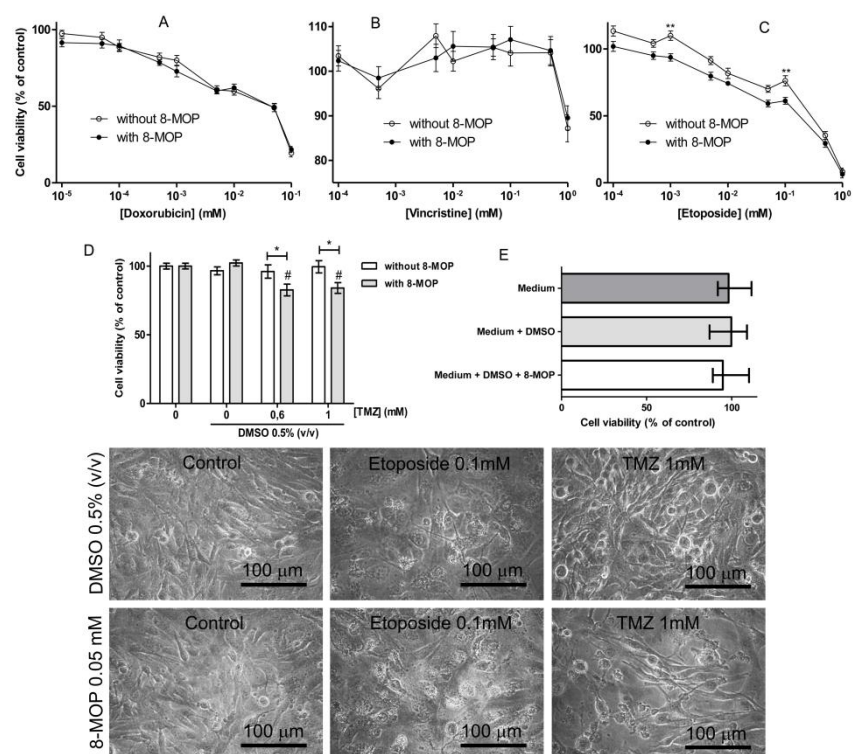 A
B
C
Cell viability (% of control)
100
50
0
without 8-MOP
with 8-MOP
10-5
10-4
10-3
10-2
10-1
[Doxorubicin] (mM)
110
100
90
80
without 8-MOP
with 8-MOP
10-4
10-3
10-2
10-1
100
[Vincristine] (mM)
**
**
100
50
0
without 8-MOP
with 8-MOP
10-4
10-3
10-2
10-1
100
[Etoposide] (mM)
D
Cell viability (% of control)
100
50
0
*
*
#
#
without 8-MOP
with 8-MOP
0
0
0,6
1
[TMZ] (mM)
DMSO 0.5% (v/v)
E
Medium
Medium + DMSO
Medium + DMSO + 8-MOP
0
50
100
Cell viability (% of control)
DMSO 0.5% (v/v)
Control
Etoposide 0.1mM
TMZ 1mM
100 µm
100 µm
100 µm
8-MOP 0.05 mM
Control
Etoposide 0.1mM
TMZ 1mM
100 µm
100 µm
100 µm